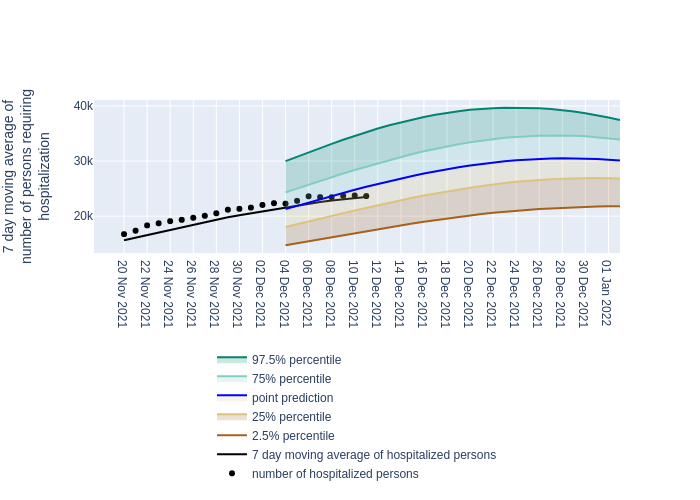 7 day moving average of
number of persons requiring
hospitalization
40k
30k
20k
20 Nov 2021
22 Nov 2021
24 Nov 2021
26 Nov 2021
28 Nov 2021
30 Nov 2021
02 Dec 2021
04 Dec 2021
06 Dec 2021
08 Dec 2021
10 Dec 2021
12 Dec 2021
14 Dec 2021
16 Dec 2021
18 Dec 2021
20 Dec 2021
22 Dec 2021
24 Dec 2021
26 Dec 2021
28 Dec 2021
30 Dec 2021
01 Jan 2022
97.5% percentile
75% percentile
point prediction
25% percentile
2.5% percentile
7 day moving average of hospitalized persons
number of hospitalized persons